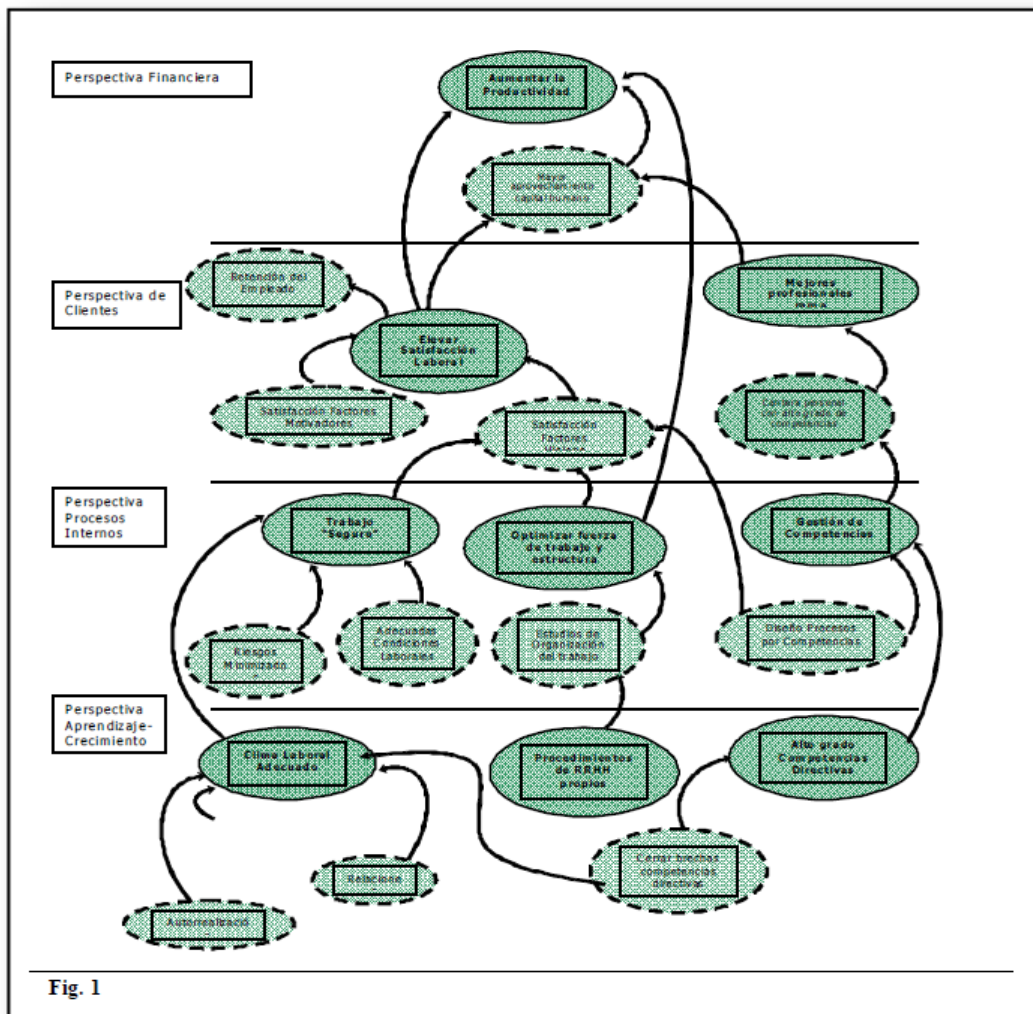 Perspectiva Financiera
Aumentar la
Productividad
Mayor
aprovechamiento
capital humano
Retención del
Empleado
Perspectiva de
Clientes
Mejores
profesionales
Elevar
Satisfacción
Laboral
Satisfacción Factores
Motivadores
Satisfacción
Factores
personal
con alto grado de
competencias
Perspectiva
Procesos
Internos
Trabajo
"Seguro"
Optimizar fuerza
de trabajo y
estructura
Gestión de
Competencias
Riesgos
Minimizado
Adecuadas
Condiciones
Laborales
Estudios de
Organización
del trabajo
Diseño Procesos
por Competencias
Perspectiva
Aprendizaje-
Crecimiento
Clima Laboral
Adecuado
Procedimientos
de RRHH
propios
Alto grado
Competencias
Directivas
Cerrar brechas
competencias
directivas
Relacione
Autorrealizació
Fig. 1